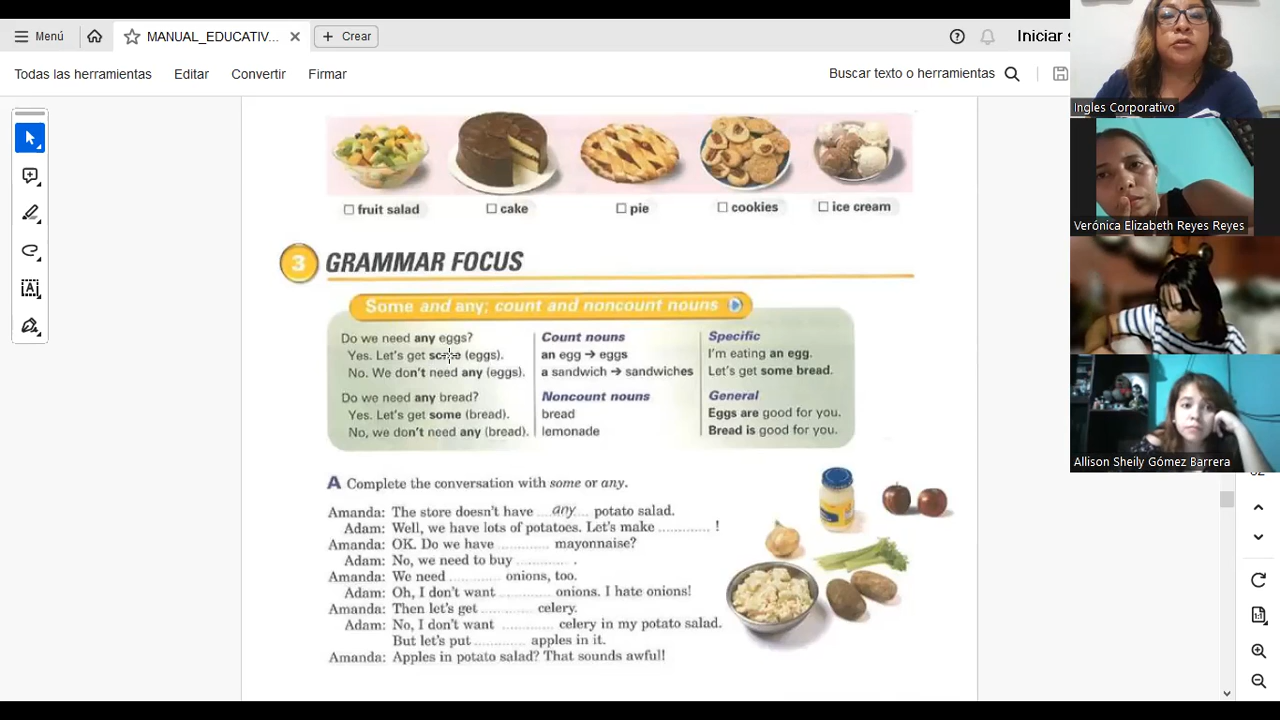 Menú
MANUAL_EDUCATIV...
Crear
Iniciar s
Todas las herramientas
Editar
Convertir
Firmar
Buscar texto o herramientas
fruit salad
cake
pie
cookies
ice cream
3 GRAMMAR FOCUS
Some and any; count and noncount nouns
Do we need any eggs?
Yes. Let's get some (eggs).
No. We don't need any (eggs).
Do we need any bread?
Yes. Let's get some (bread).
No, we don't need any (bread).
Count nouns
an egg → eggs
a sandwich → sandwiches
Noncount nouns
bread
lemonade
Specific
I'm eating an egg.
Let's get some bread.
General
Eggs are good for you.
Bread is good for you.
A Complete the conversation with some or any.
Amanda: The store doesn't have any potato salad.
Adam: Well, we have lots of potatoes. Let's make ............ !
Amanda: OK. Do we have ............ mayonnaise?
Adam: No, we need to buy ............ .
Amanda: We need ............ onions, too.
Adam: Oh, I don't want ............ onions. I hate onions!
Amanda: Then let's get ............ celery.
Adam: No, I don't want ............ celery in my potato salad.
But let's put ............ apples in it.
Amanda: Apples in potato salad? That sounds awful!
Ingles Corporativo
Verónica Elizabeth Reyes Reyes
Allison Sheily Gómez Barrera